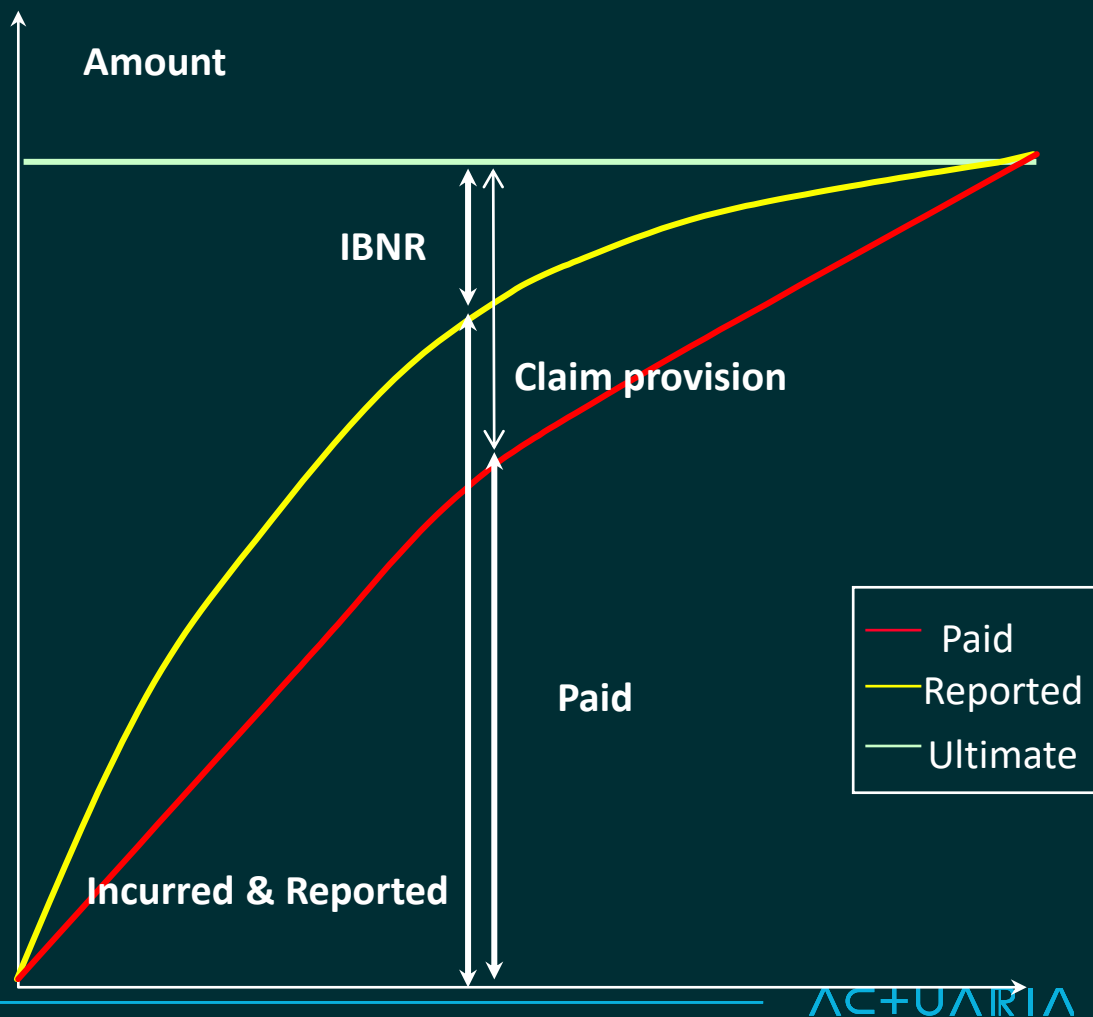 Amount
IBNR
Claim provision
Paid
Reported
Ultimate
Paid
Incurred & Reported
ACTUARIA